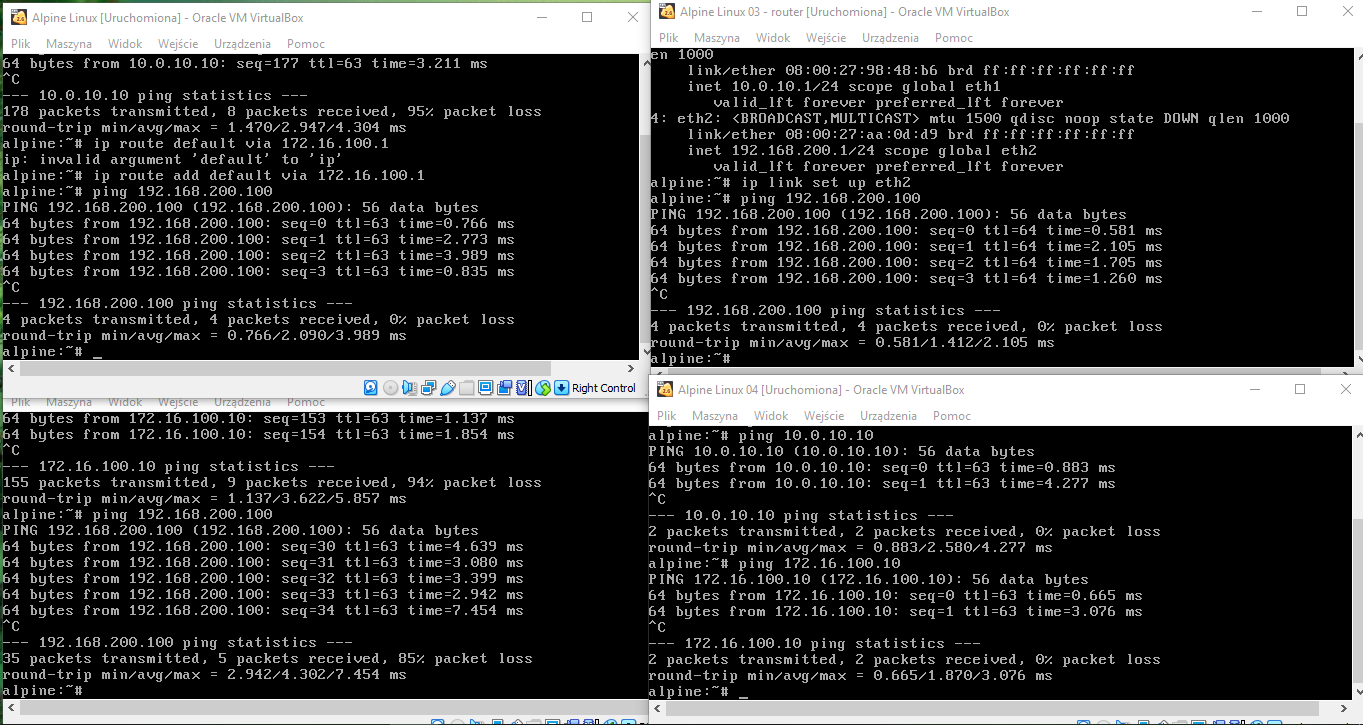 Alpine Linux [Uruchomiona] - Oracle VM VirtualBox
Plik Maszyna Widok Wejście Urządzenia Pomoc
64 bytes from 10.0.10.10: seq=177 ttl=63 time=3.211 ms
^C
--- 10.0.10.10 ping statistics ---
178 packets transmitted, 8 packets received, 95% packet loss
round-trip min/avg/max = 1.470/2.947/4.304 ms
alpine:~# ip route default via 172.16.100.1
ip: invalid argument 'default' to 'ip'
alpine:~# ip route add default via 172.16.100.1
alpine:~# ping 192.168.200.100
PING 192.168.200.100 (192.168.200.100): 56 data bytes
64 bytes from 192.168.200.100: seq=0 ttl=63 time=0.766 ms
64 bytes from 192.168.200.100: seq=1 ttl=63 time=2.773 ms
64 bytes from 192.168.200.100: seq=2 ttl=63 time=3.989 ms
64 bytes from 192.168.200.100: seq=3 ttl=63 time=0.835 ms
^C
--- 192.168.200.100 ping statistics ---
4 packets transmitted, 4 packets received, 0% packet loss
round-trip min/avg/max = 0.766/2.090/3.989 ms
alpine:~# _
Right Control
Plik Maszyna Widok Wejście Urządzenia Pomoc
64 bytes from 172.16.100.10: seq=153 ttl=63 time=1.137 ms
64 bytes from 172.16.100.10: seq=154 ttl=63 time=1.854 ms
^C
--- 172.16.100.10 ping statistics ---
155 packets transmitted, 9 packets received, 94% packet loss
round-trip min/avg/max = 1.137/3.622/5.857 ms
alpine:~# ping 192.168.200.100
PING 192.168.200.100 (192.168.200.100): 56 data bytes
64 bytes from 192.168.200.100: seq=30 ttl=63 time=4.639 ms
64 bytes from 192.168.200.100: seq=31 ttl=63 time=3.080 ms
64 bytes from 192.168.200.100: seq=32 ttl=63 time=3.399 ms
64 bytes from 192.168.200.100: seq=33 ttl=63 time=2.942 ms
64 bytes from 192.168.200.100: seq=34 ttl=63 time=7.454 ms
^C
--- 192.168.200.100 ping statistics ---
35 packets transmitted, 5 packets received, 85% packet loss
round-trip min/avg/max = 2.942/4.302/7.454 ms
alpine:~#
Alpine Linux 03 - router [Uruchomiona] - Oracle VM VirtualBox
Plik Maszyna Widok Wejście Urządzenia Pomoc
en 1000
link/ether 08:00:27:98:48:b6 brd ff:ff:ff:ff:ff:ff
inet 10.0.10.1/24 scope global eth1
valid_lft forever preferred_lft forever
4: eth2: <BROADCAST,MULTICAST> mtu 1500 qdisc noop state DOWN qlen 1000
link/ether 08:00:27:aa:0d:d9 brd ff:ff:ff:ff:ff:ff
inet 192.168.200.1/24 scope global eth2
valid_lft forever preferred_lft forever
alpine:~# ip link set up eth2
alpine:~# ping 192.168.200.100
PING 192.168.200.100 (192.168.200.100): 56 data bytes
64 bytes from 192.168.200.100: seq=0 ttl=64 time=0.581 ms
64 bytes from 192.168.200.100: seq=1 ttl=64 time=2.105 ms
64 bytes from 192.168.200.100: seq=2 ttl=64 time=1.705 ms
64 bytes from 192.168.200.100: seq=3 ttl=64 time=1.260 ms
^C
--- 192.168.200.100 ping statistics ---
4 packets transmitted, 4 packets received, 0% packet loss
round-trip min/avg/max = 0.581/1.412/2.105 ms
alpine:~#
Alpine Linux 04 [Uruchomiona] - Oracle VM VirtualBox
Plik Maszyna Widok Wejście Urządzenia Pomoc
alpine:~# ping 10.0.10.10
PING 10.0.10.10 (10.0.10.10): 56 data bytes
64 bytes from 10.0.10.10: seq=0 ttl=63 time=0.883 ms
64 bytes from 10.0.10.10: seq=1 ttl=63 time=4.277 ms
^C
--- 10.0.10.10 ping statistics ---
2 packets transmitted, 2 packets received, 0% packet loss
round-trip min/avg/max = 0.883/2.580/4.277 ms
alpine:~# ping 172.16.100.10
PING 172.16.100.10 (172.16.100.10): 56 data bytes
64 bytes from 172.16.100.10: seq=0 ttl=63 time=0.665 ms
64 bytes from 172.16.100.10: seq=1 ttl=63 time=3.076 ms
^C
--- 172.16.100.10 ping statistics ---
2 packets transmitted, 2 packets received, 0% packet loss
round-trip min/avg/max = 0.665/1.870/3.076 ms
alpine:~# _